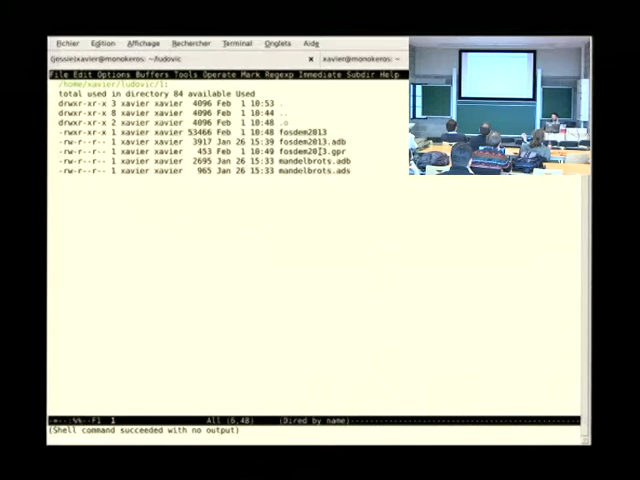 Fichier Edition Affichage Rechercher Terminal Onglets Aide
(jessie)xavier@monokeros: ~/ludovic x xavier@monokeros: ~
File Edit Options Buffers Tools Operate Mark Regexp Immediate Subdir Help
/home/xavier/ludovic/1:
total used in directory 84 available Used
drwxr-xr-x 3 xavier xavier 4096 Feb 1 10:53 .
drwxr-xr-x 8 xavier xavier 4096 Feb 1 10:44 ..
drwxr-xr-x 2 xavier xavier 4096 Feb 1 10:48 .o
-rwxr-xr-x 1 xavier xavier 53466 Feb 1 10:48 fosdem2013
-rw-r--r-- 1 xavier xavier 3917 Jan 26 15:39 fosdem2013.adb
-rw-r--r-- 1 xavier xavier 453 Feb 1 10:49 fosdem2013.gpr
-rw-r--r-- 1 xavier xavier 2695 Jan 26 15:33 mandelbrots.adb
-rw-r--r-- 1 xavier xavier 965 Jan 26 15:33 mandelbrots.ads
-=--:%%--F1 1 All (6,48) (Dired by name)
(Shell command succeeded with no output)